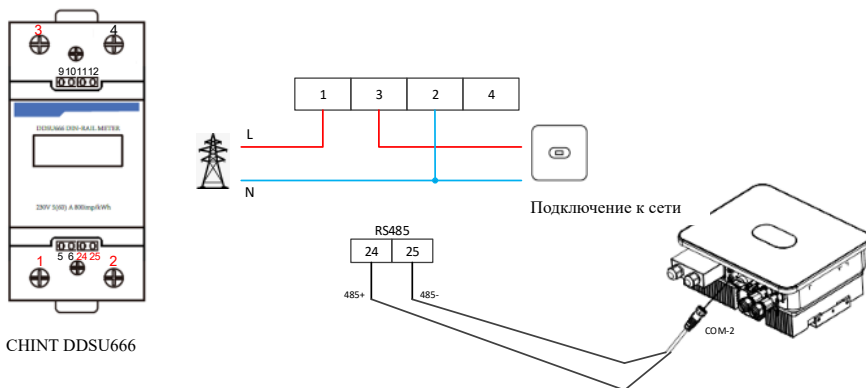 3 4
9 10 11 12
DDSU666 DIN-RAIL METER
230V 5(60) A 800imp/kWh
5 6 24 25
1 2
CHINT DDSU666
1 3 2 4
L
N
Подключение к сети
RS485
24 25
485+ 485-
COM-2